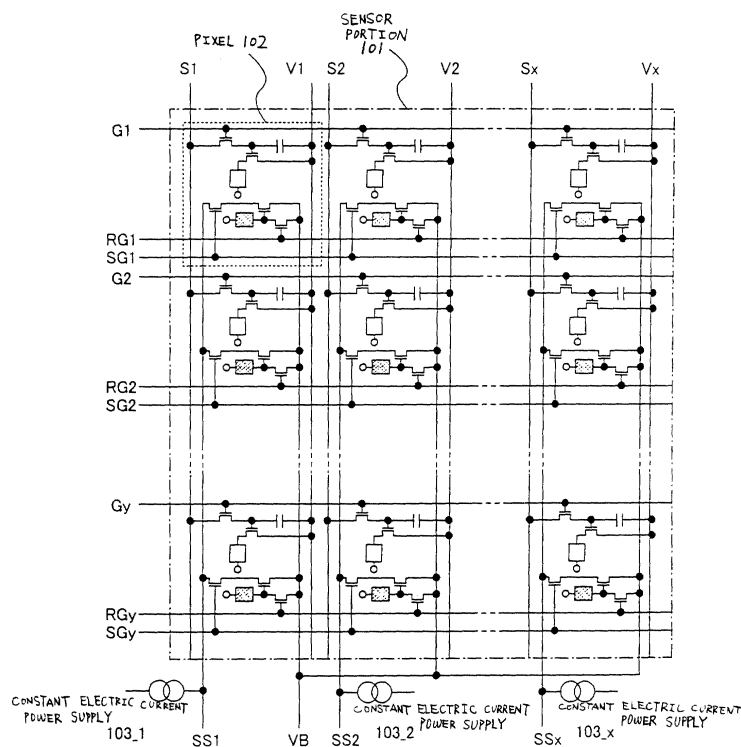 SENSOR
PORTION
101
PIXEL 102
S1 V1 S2 V2 Sx Vx
G1
RG1
SG1
G2
RG2
SG2
Gy
RGy
SGy
CONSTANT ELECTRIC CURRENT
POWER SUPPLY
103_1
CONSTANT ELECTRIC CURRENT
POWER SUPPLY
103_2
CONSTANT ELECTRIC CURRENT
POWER SUPPLY
103_x
SS1 VB SS2 SSx